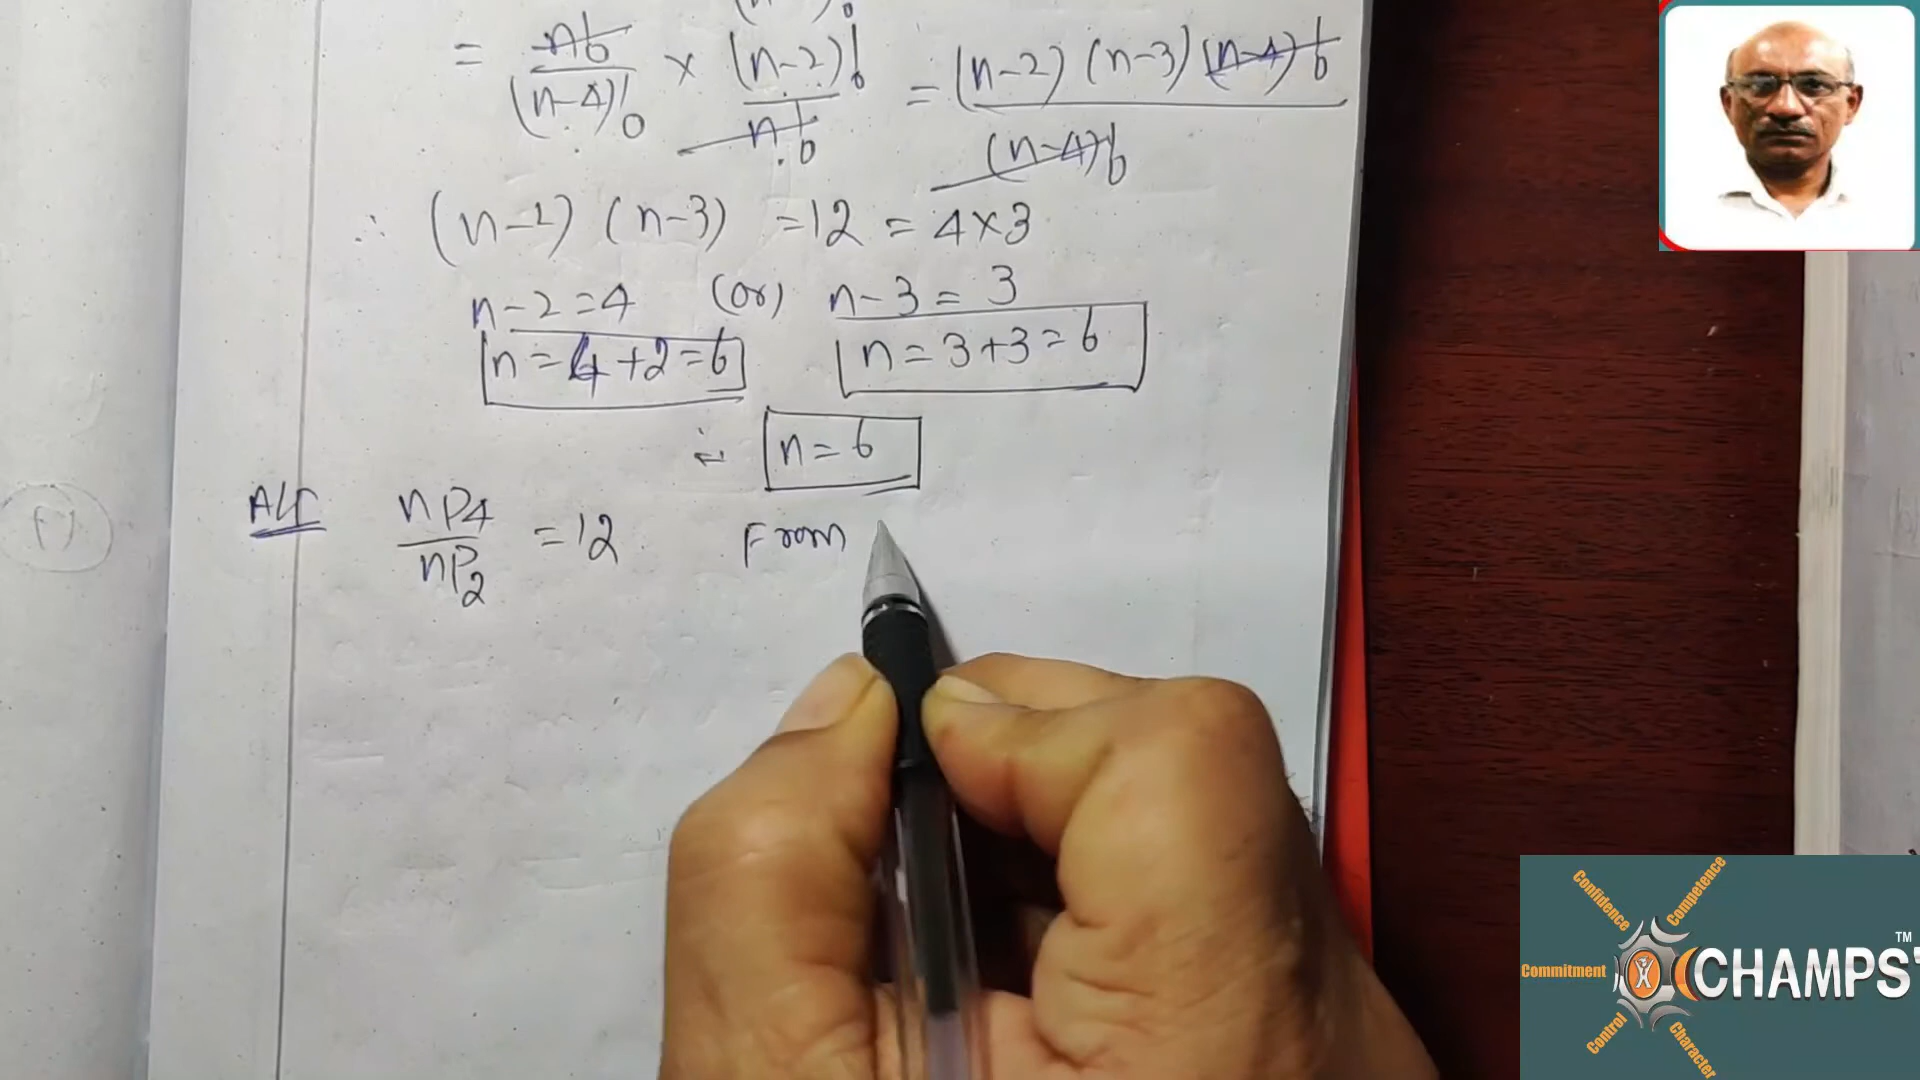 = n! / (n-4)! × (n-2)! / n! = (n-2) (n-3) (n-4)! / (n-4)!
∴ (n-2) (n-3) = 12 = 4×3
n-2 = 4 (or) n-3 = 3
n = 4+2 = 6 n = 3+3 = 6
∴ n = 6
Alt nP4 / nP2 = 12 From
Confidence
Competence
Commitment
CHAMPS TM
Control
Character